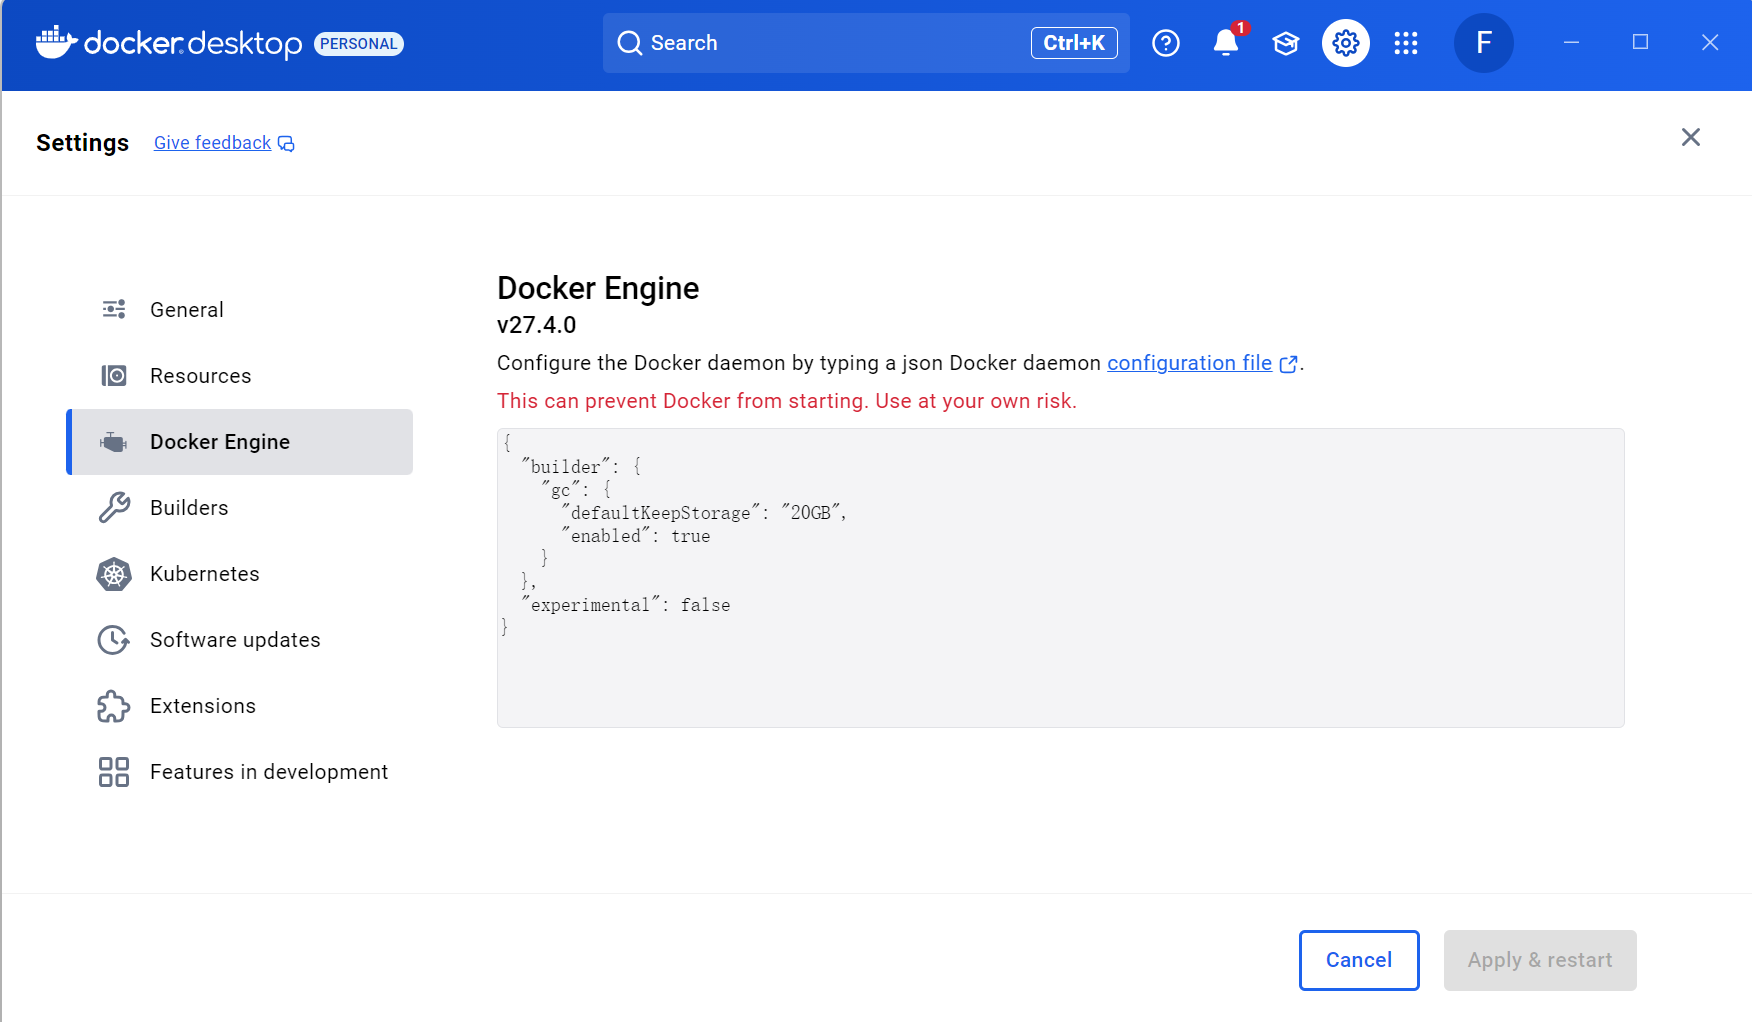 docker desktop PERSONAL
Search Ctrl+K
1
F
Settings Give feedback
General
Resources
Docker Engine
Builders
Kubernetes
Software updates
Extensions
Features in development
Docker Engine
v27.4.0
Configure the Docker daemon by typing a json Docker daemon configuration file.
This can prevent Docker from starting. Use at your own risk.
{
  "builder": {
    "gc": {
      "defaultKeepStorage": "20GB",
      "enabled": true
    }
  },
  "experimental": false
}
Cancel Apply & restart